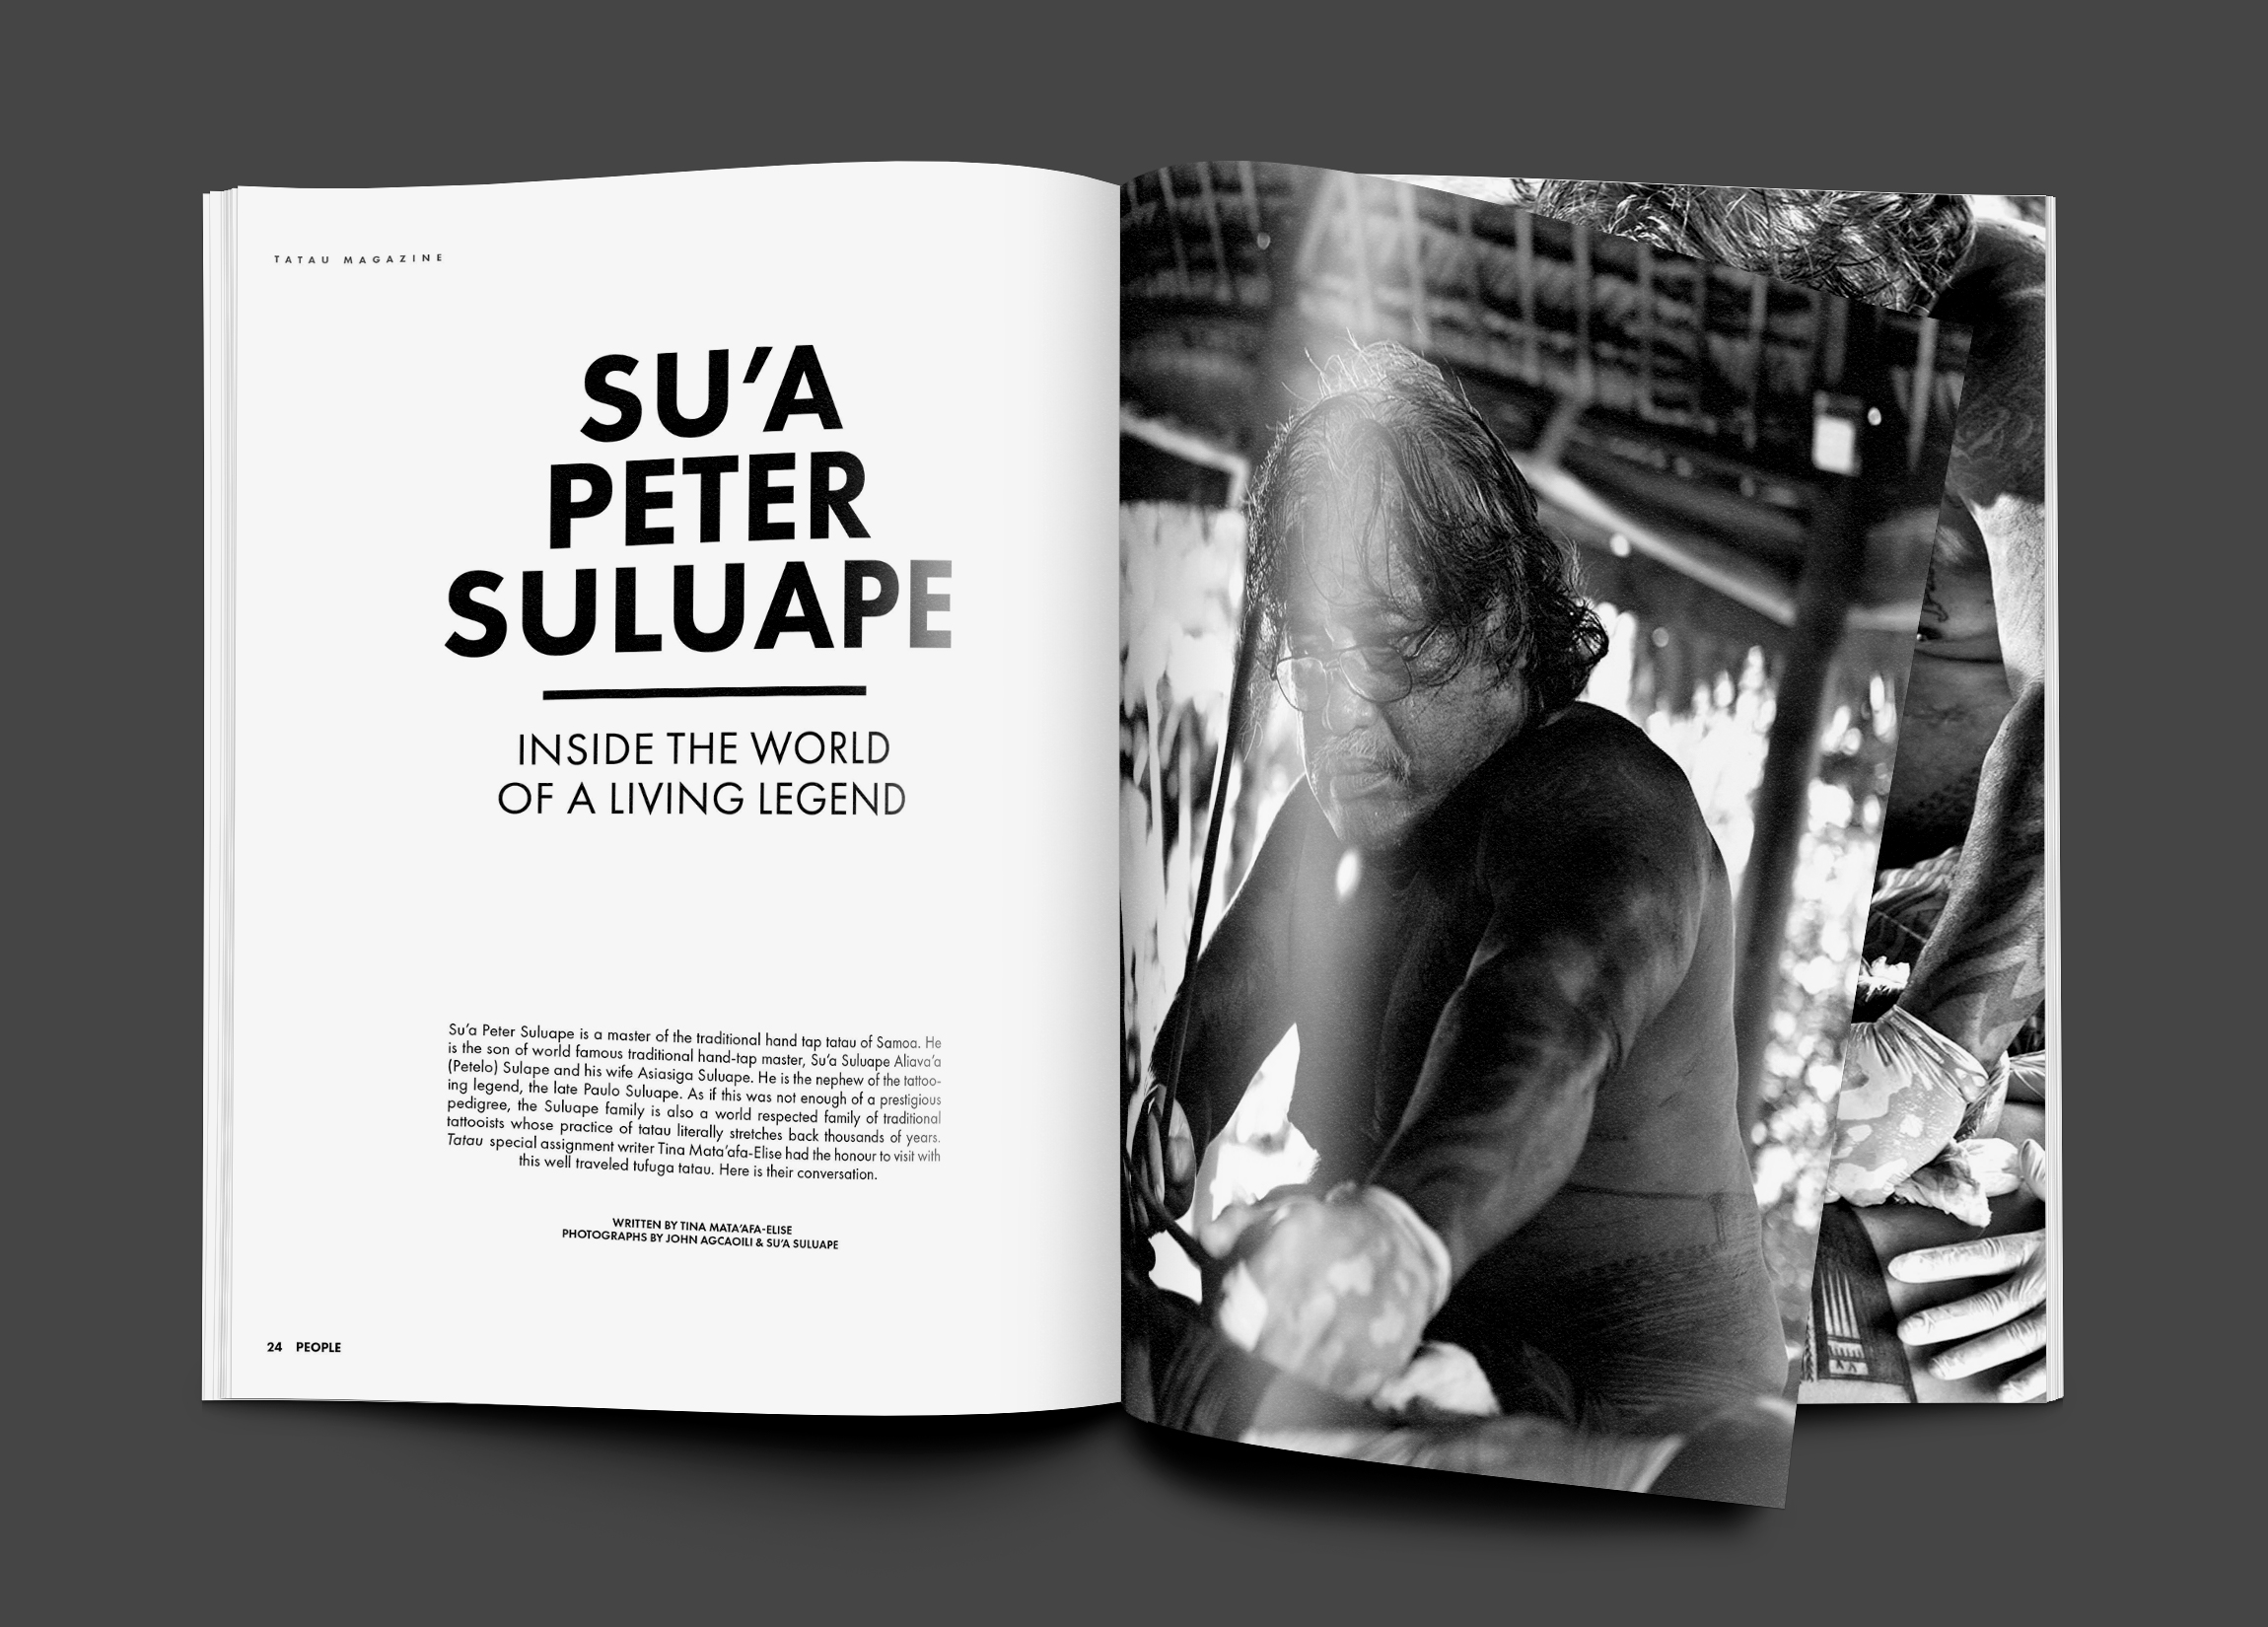 TATAU MAGAZINE
SU'A
PETER
SULUAPE
INSIDE THE WORLD
OF A LIVING LEGEND
Su'a Peter Suluape is a master of the traditional hand tap tatau of Samoa. He
is the son of world famous traditional hand-tap master, Su'a Suluape Aliava'a
(Petelo) Sulape and his wife Asiasiga Suluape. He is the nephew of the tattoo-
ing legend, the late Paulo Suluape. As if this was not enough of a prestigious
pedigree, the Suluape family is also a world respected family of traditional
tattooists whose practice of tatau literally stretches back thousands of years.
Tatau special assignment writer Tina Mata'afa-Elise had the honour to visit with
this well traveled tufuga tatau. Here is their conversation.
WRITTEN BY TINA MATA'AFA-ELISE
PHOTOGRAPHS BY JOHN AGCAOILI & SU'A SULUAPE
24 PEOPLE